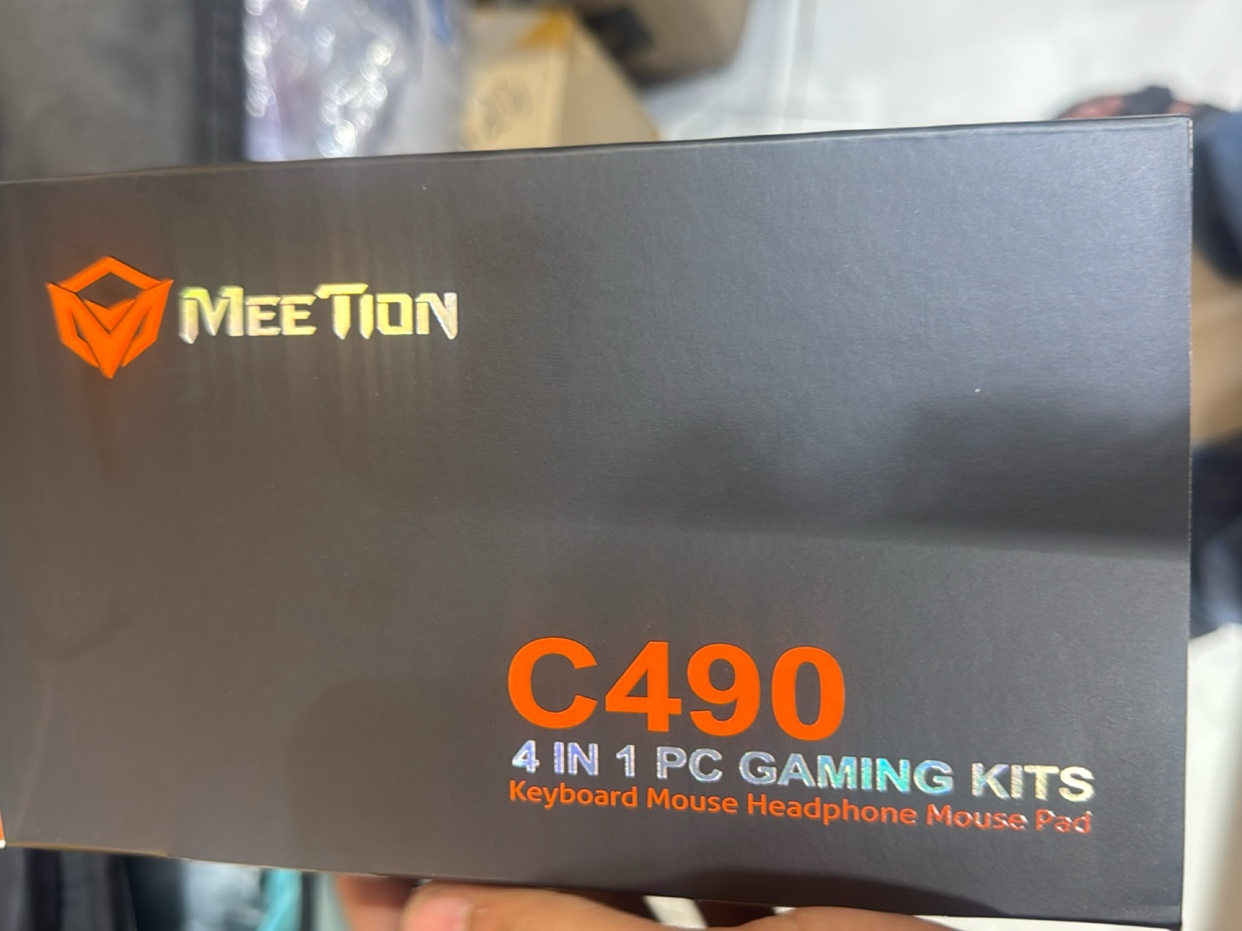 MEETION
C490
4 IN 1 PC GAMING KITS
Keyboard Mouse Headphone Mouse Pad